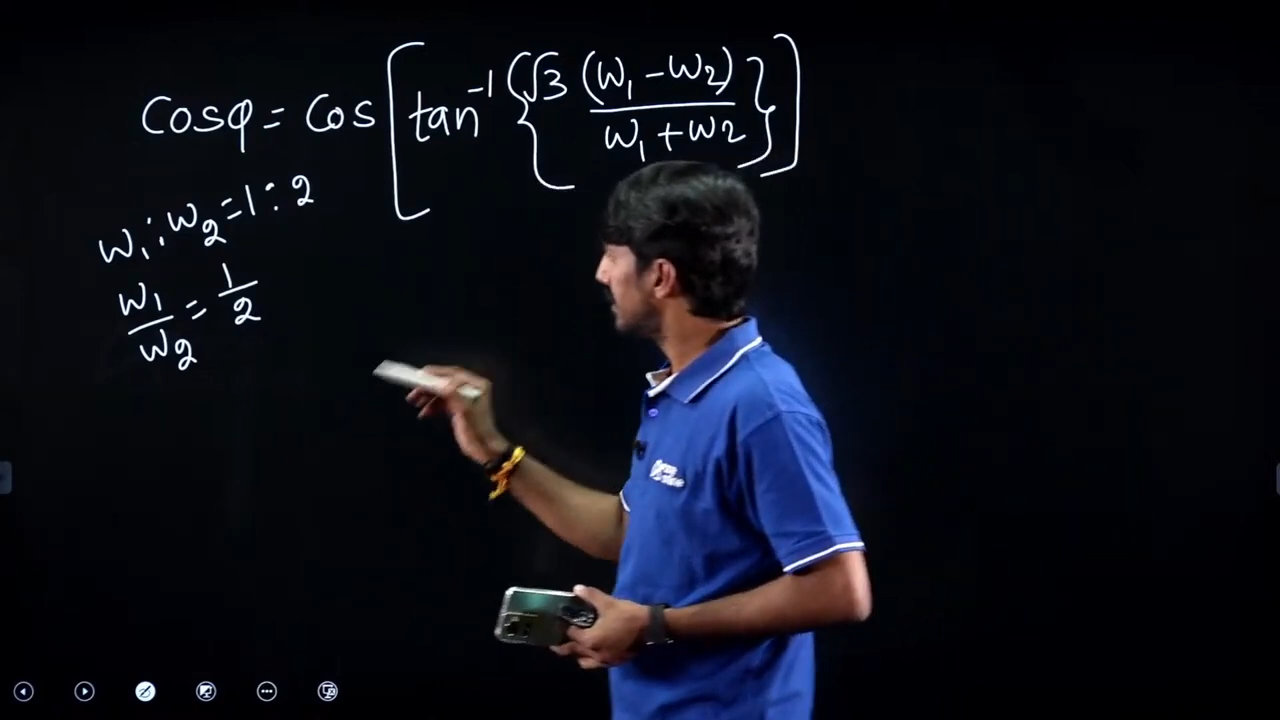 Cosφ = Cos [tan⁻¹ {√3 (W₁ - W₂) / W₁ + W2}]
W₁ : W₂ = 1 : 2
W₁ / W₂ = 1 / 2